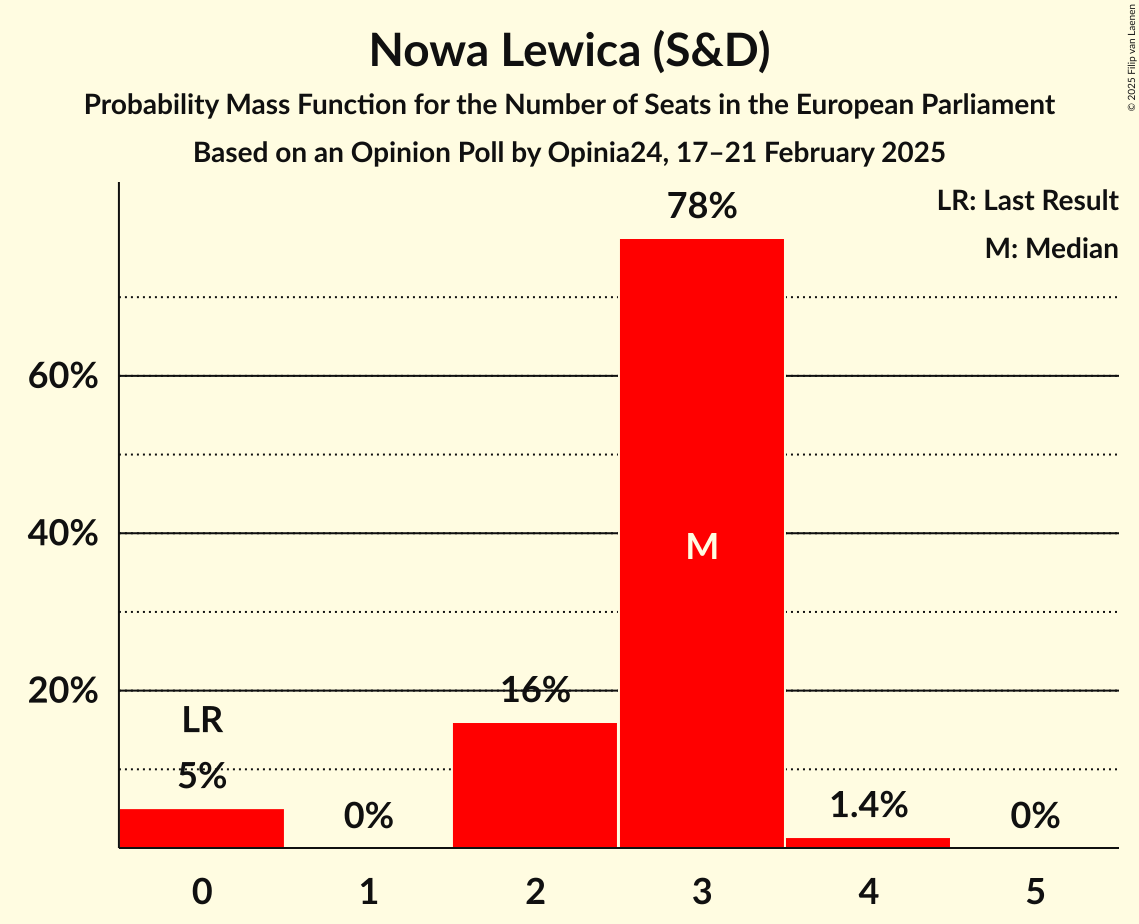 Nowa Lewica (S&D)
Probability Mass Function for the Number of Seats in the European Parliament
Based on an Opinion Poll by Opinia24, 17–21 February 2025
© 2025 Filip van Laenen
LR: Last Result
M: Median
78%
60%
40%
M
20%
16%
LR
5%
0%
1.4%
0%
0 1 2 3 4 5